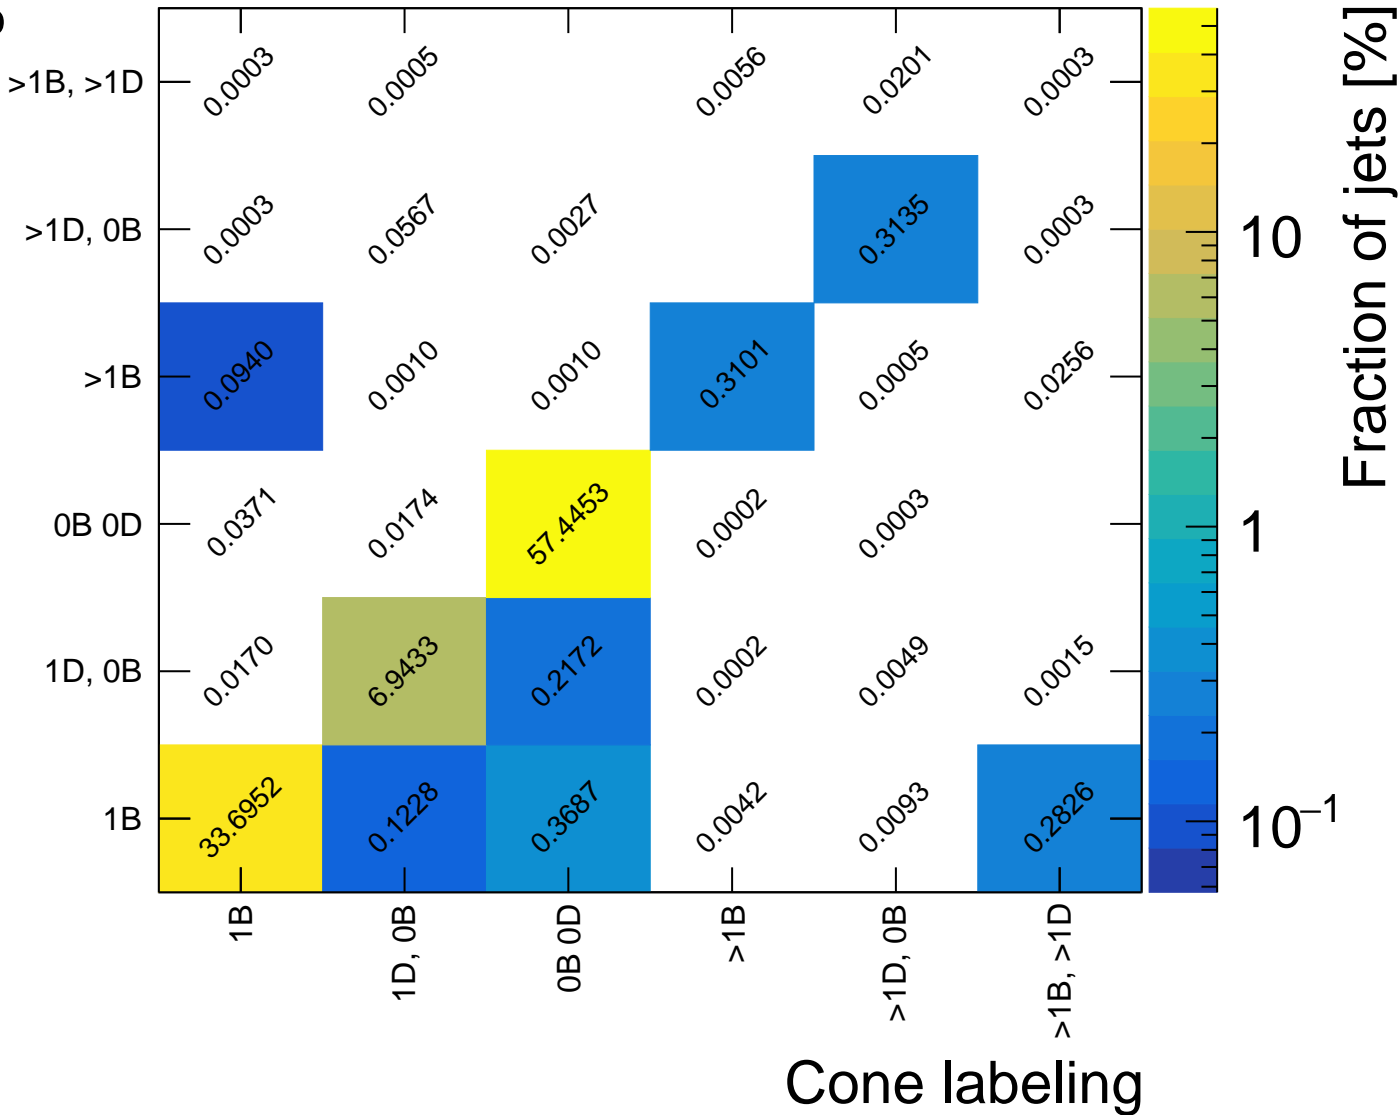 >1B, >1D 0.0003 0.0005 0.0056 0.0201 0.0003
>1D, 0B 0.0003 0.0567 0.0027 0.3135 0.0003
>1B 0.0940 0.0010 0.0010 0.3101 0.0005 0.0256
0B 0D 0.0371 0.0174 57.4453 0.0002 0.0003
1D, 0B 0.0170 6.9433 0.2172 0.0002 0.0049 0.0015
1B 33.6952 0.1228 0.3687 0.0042 0.0093 0.2826
1B 1D, 0B 0B 0D >1B >1D, 0B >1B, >1D
Cone labeling
10
1
10⁻¹
Fraction of jets [%]